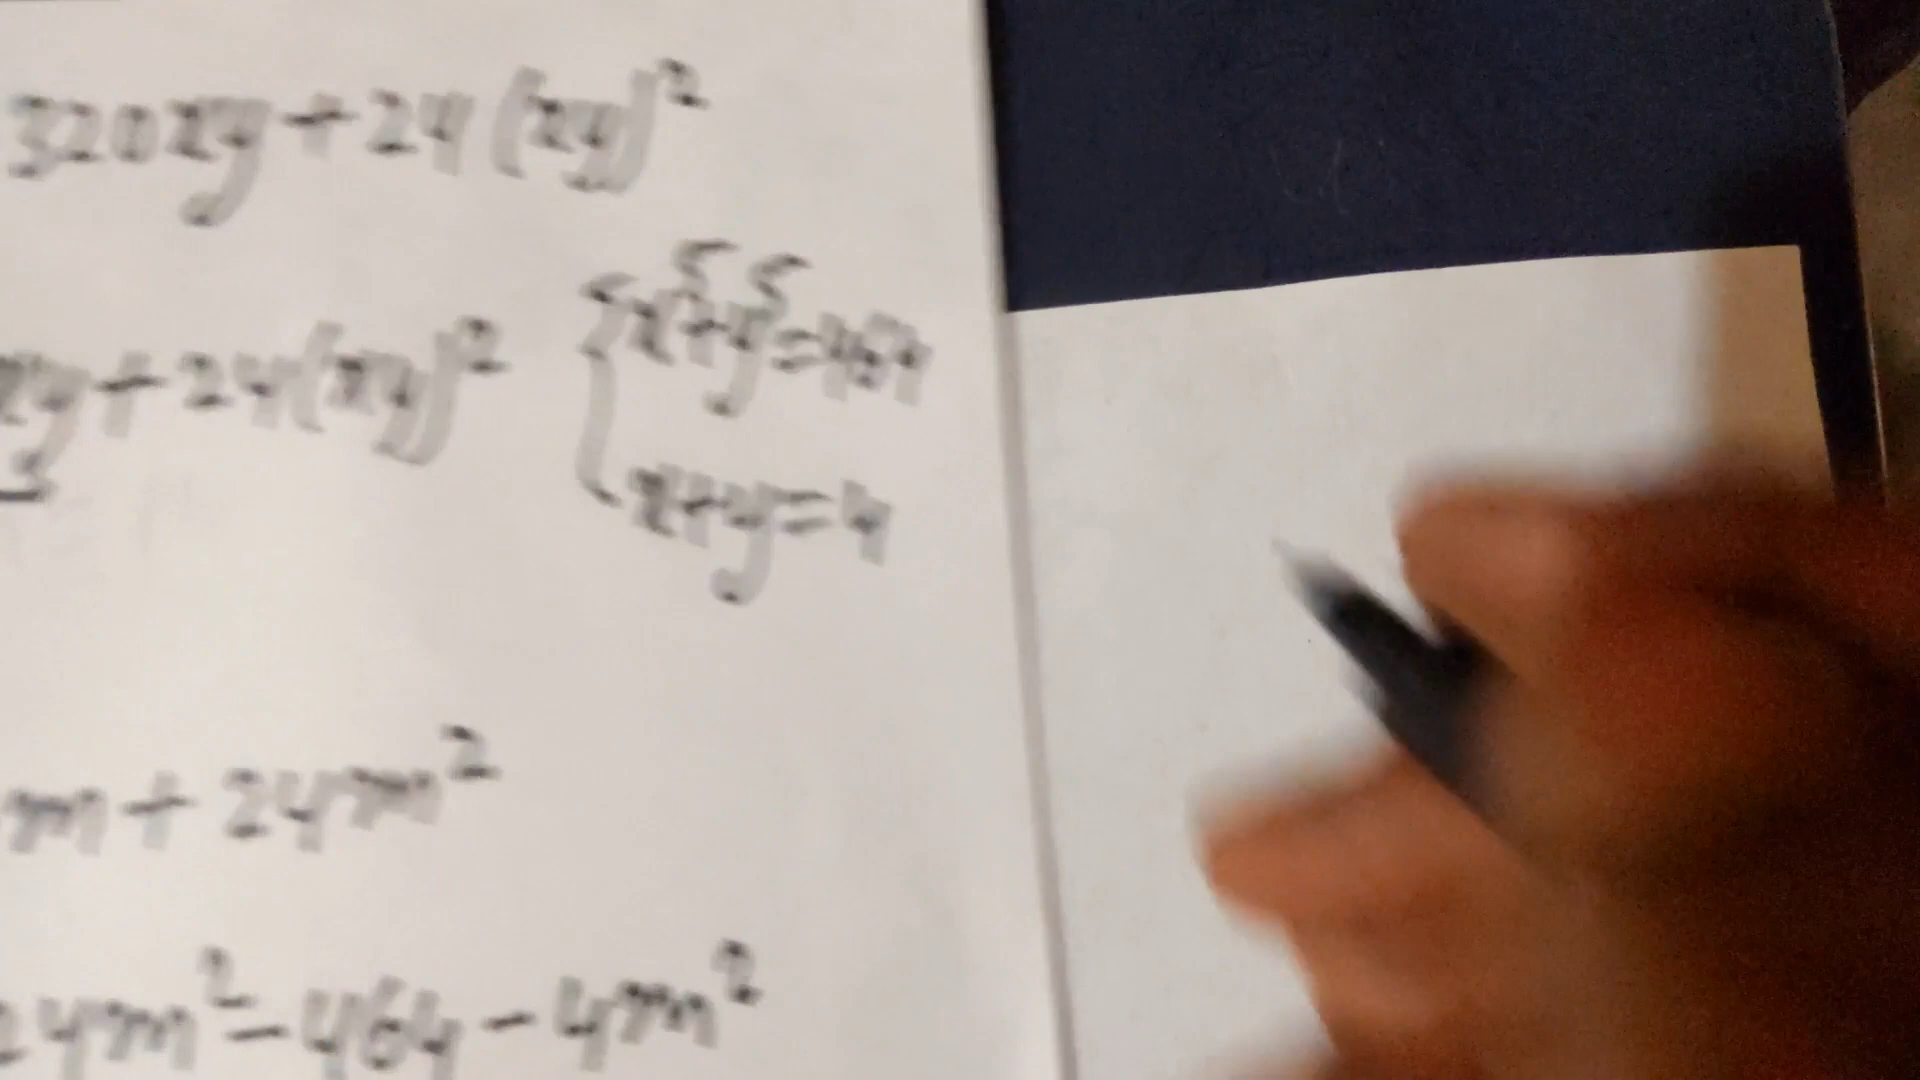 320xy+24(xy)²
xy+24(xy)² {x⁵+y⁵=464
x+y=4
m+24m²
24m²=464-4m²